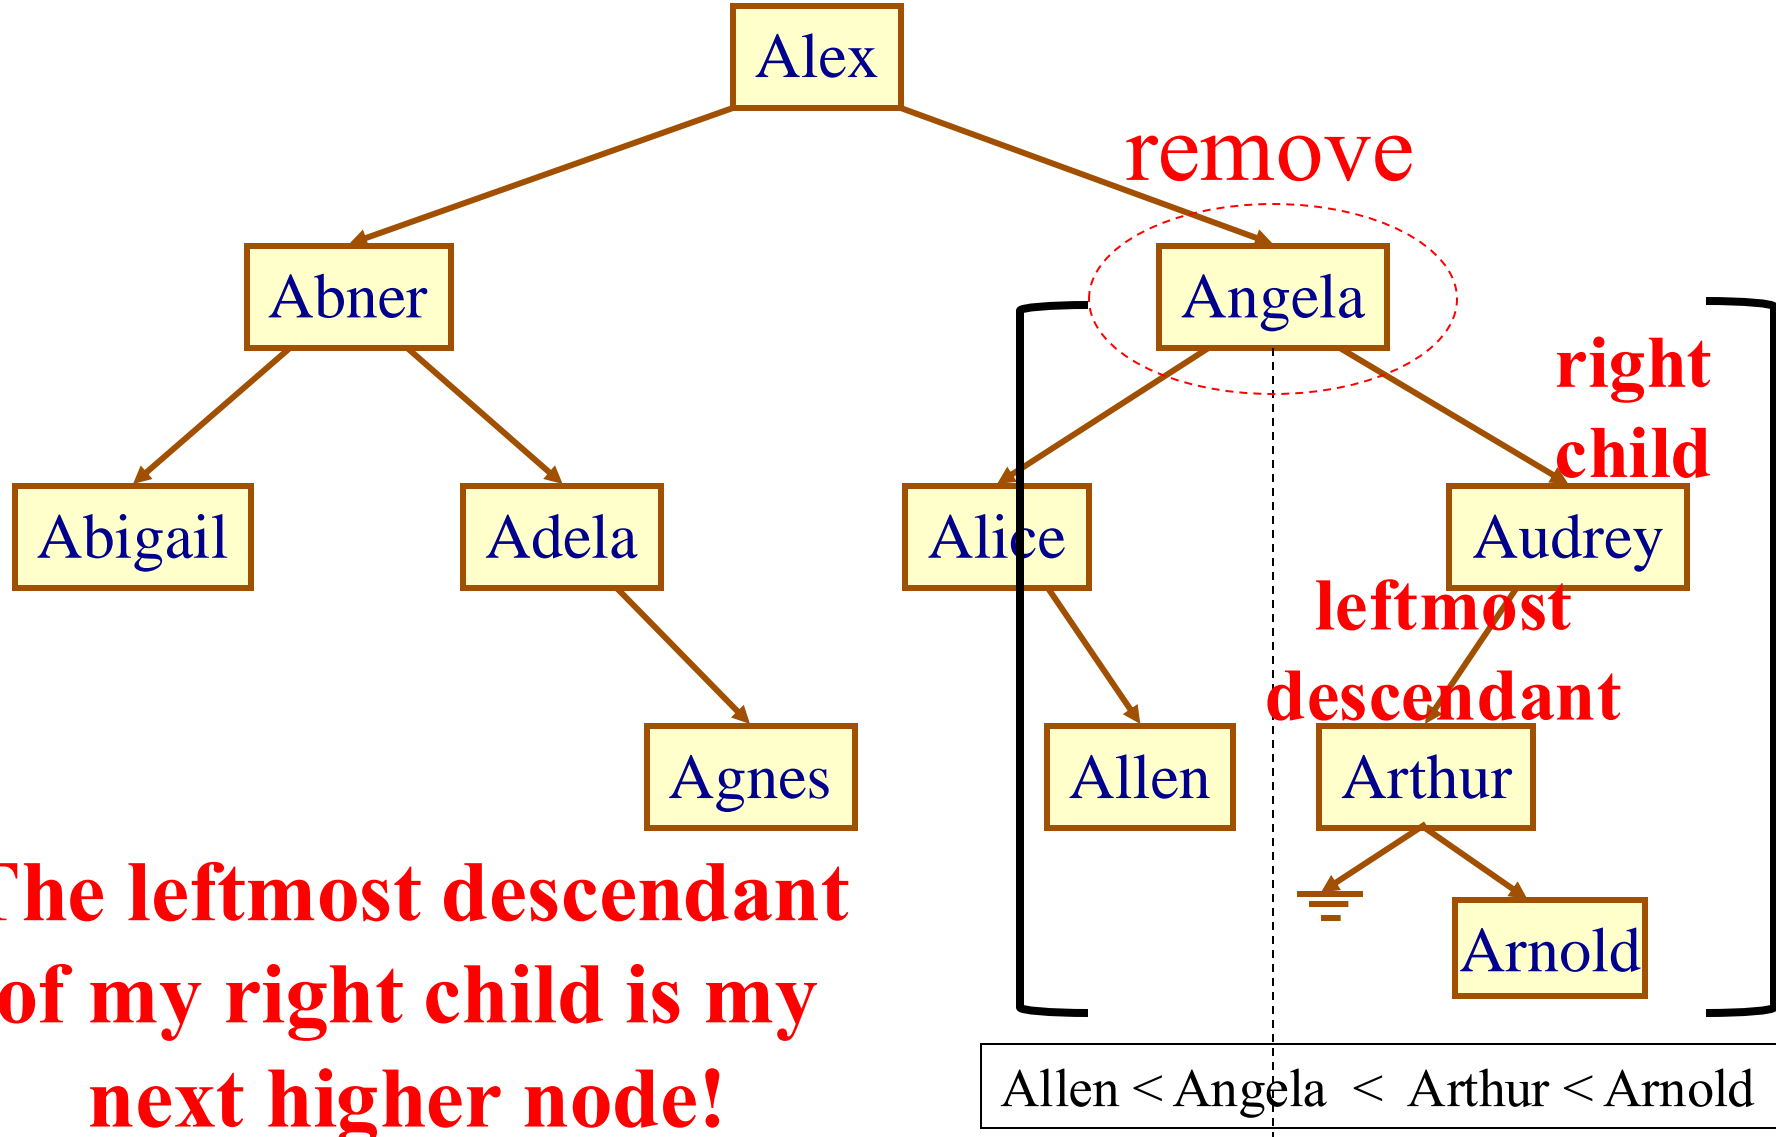 Alex
remove
Abner
Angela
right
child
Abigail
Adela
Alice
Audrey
leftmost
descendant
Agnes
Allen
Arthur
The leftmost descendant
of my right child is my
next higher node!
Arnold
Allen < Angela < Arthur < Arnold